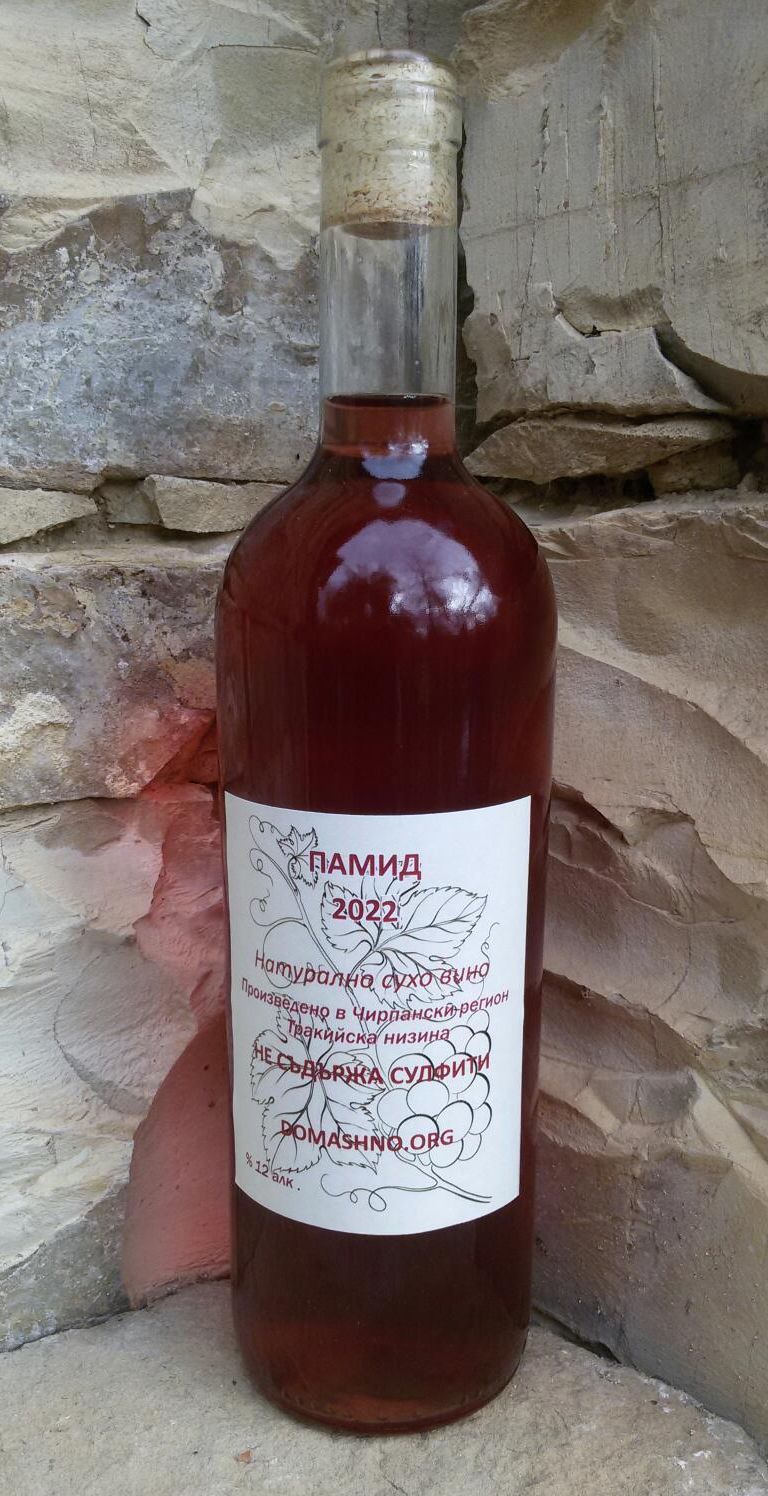 ПАМИД
2022
Натурално сухо вино
Произведено в Чирпански регион
Тракийска низина
НЕ СЪДЪРЖА СУЛФИТИ
DOMASHNO.ORG
% 12 алк.